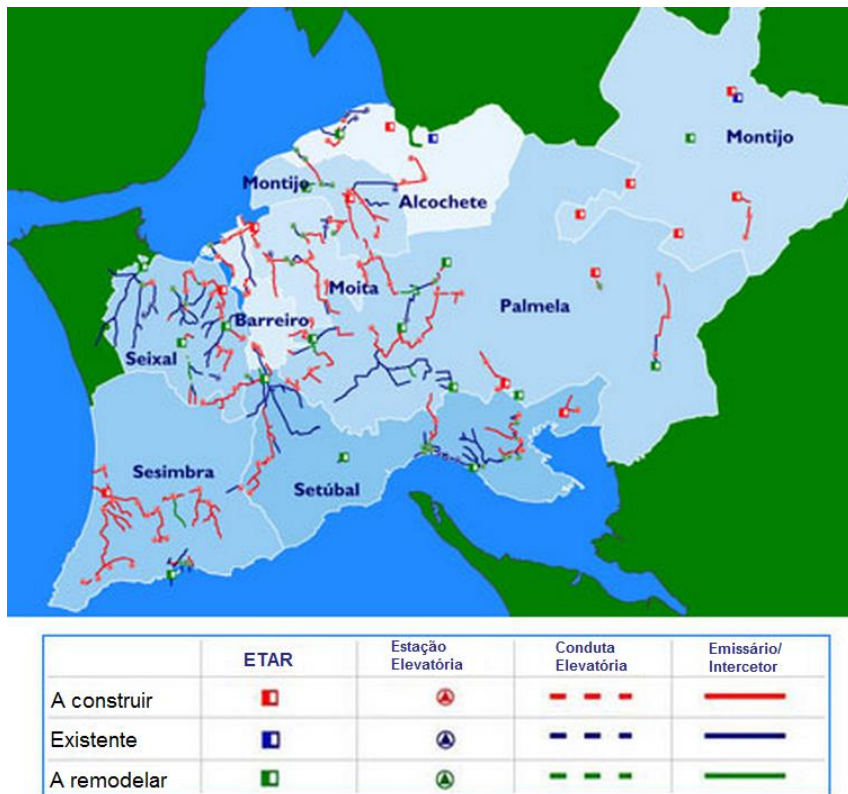 Montijo
Montijo
Alcochete
Moita
Palmela
Barreiro
Seixal
Sesimbra
Setúbal
ETAR
Estação
Elevatória
Conduta
Elevatória
Emissário/
Intercetor
A construir
Existente
A remodelar